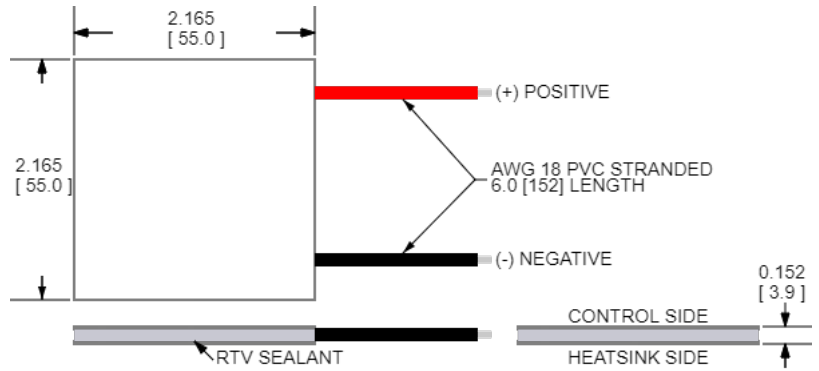 2.165
[ 55.0 ]
(+) POSITIVE
2.165
[ 55.0 ]
AWG 18 PVC STRANDED
6.0 [152] LENGTH
(-) NEGATIVE
0.152
[ 3.9 ]
CONTROL SIDE
RTV SEALANT
HEATSINK SIDE